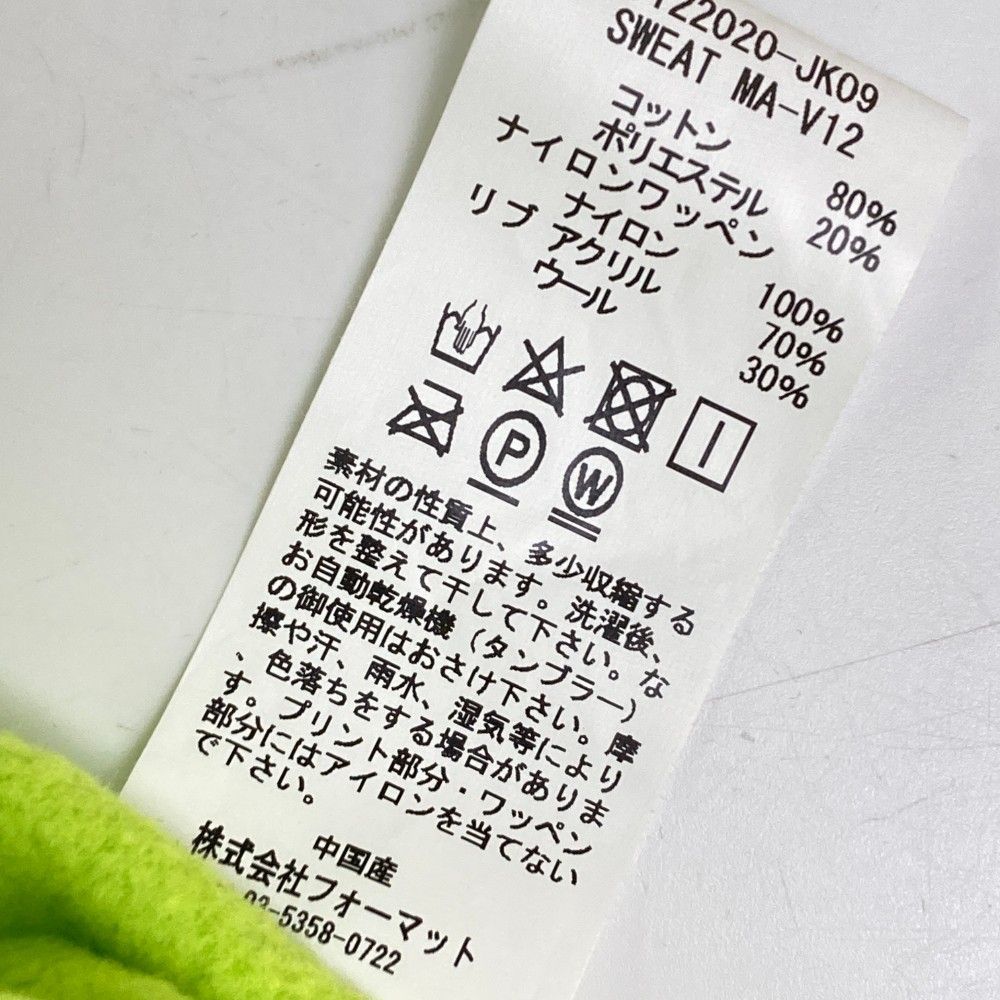 122020-JK09
SWEAT MA-V12
コットン 80%
ポリエステル 20%
ナイロンワッペン
ナイロン 100%
リブ アクリル 70%
ウール 30%
P W
素材の性質上、多少収縮する
可能性があります。洗濯後、
形を整えて干して下さい。な
お自動乾燥機(タンブラー)
の御使用はおさけ下さい。摩
擦や汗、雨水、湿気等により
、色落ちをする場合がありま
す。プリント部分・ワッペン
部分にはアイロンを当てない
で下さい。
中国産
株式会社フォーマット
03-5358-0722